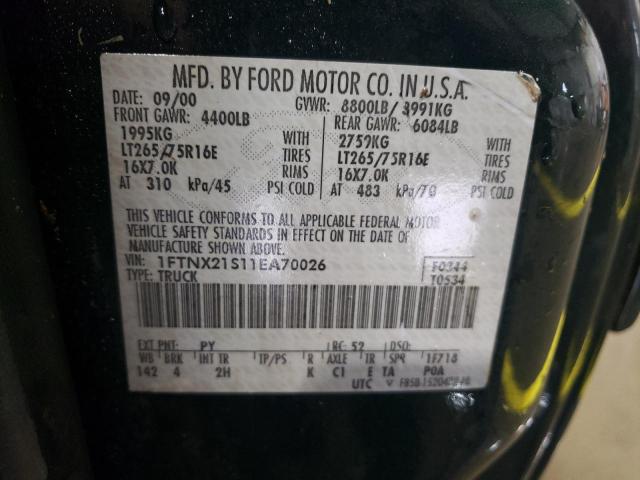 MFD. BY FORD MOTOR CO. IN U.S.A.
DATE: 09/00 GVWR: 8800LB/ 3991KG
FRONT GAWR: 4400LB REAR GAWR: 6084LB
1995KG WITH 2759KG WITH
LT265/75R16E TIRES LT265/75R16E TIRES
16X7.0K RIMS 16X7.0K RIMS
AT 310 kPa/45 PSI COLD AT 483 kPa/70 PSI COLD
THIS VEHICLE CONFORMS TO ALL APPLICABLE FEDERAL MOTOR
VEHICLE SAFETY STANDARDS IN EFFECT ON THE DATE OF
MANUFACTURE SHOWN ABOVE.
VIN: 1FTNX21S11EA70026 F0344
TYPE: TRUCK T0534
EXT PNT: PY RC: 52 DSO:
WB BRK INT TR TP/PS R AXLE TR SPR 1F718
142 4 2H K C1 E TA P0A
UTC V